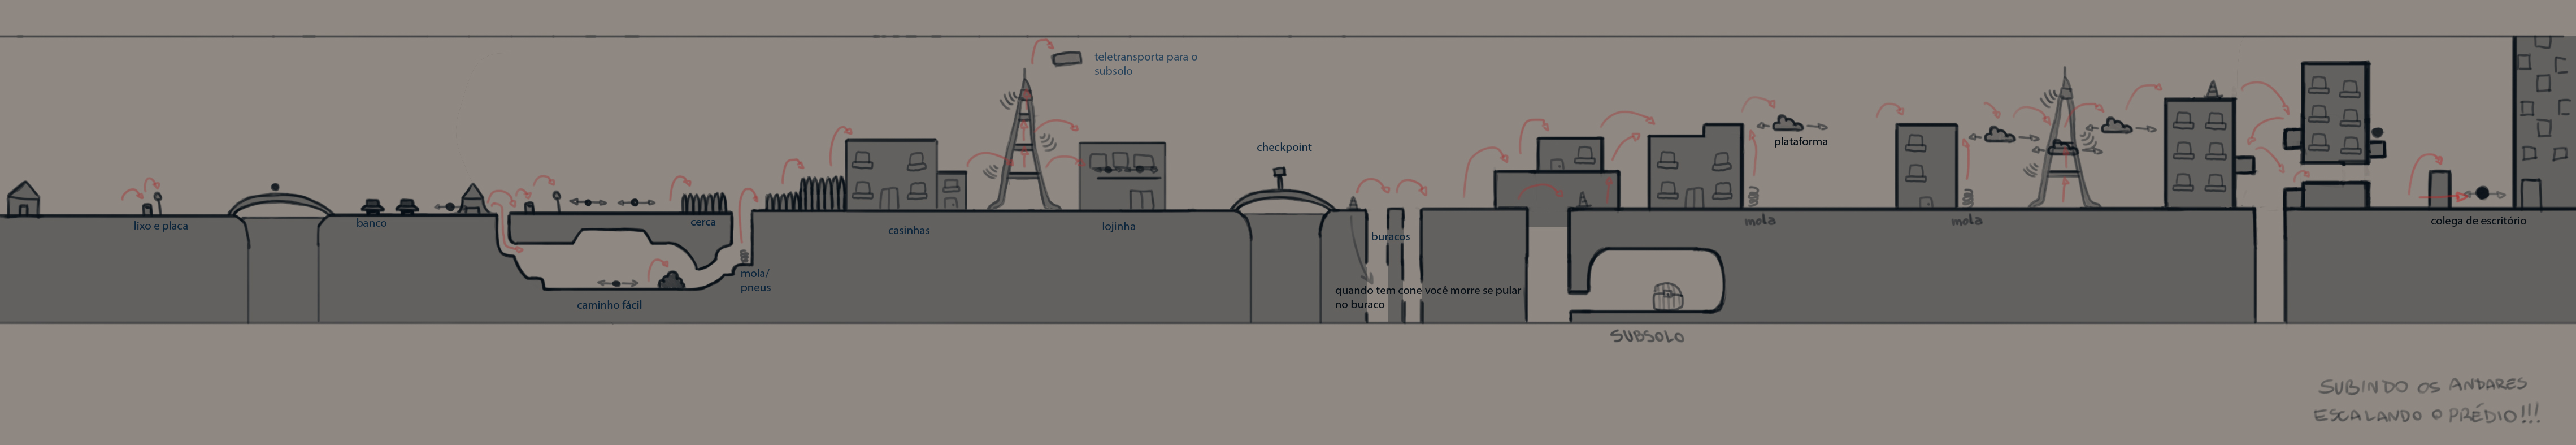 teletransporta para o
subsolo
lixo e placa
banco
cerca
caminho fácil
mola/
pneus
casinhas
lojinha
checkpoint
buracos
quando tem cone você morre se pular
no buraco
SUBSOLO
mola
plataforma
mola
colega de escritório
SUBINDO OS ANDARES
ESCALANDO O PRÉDIO!!!